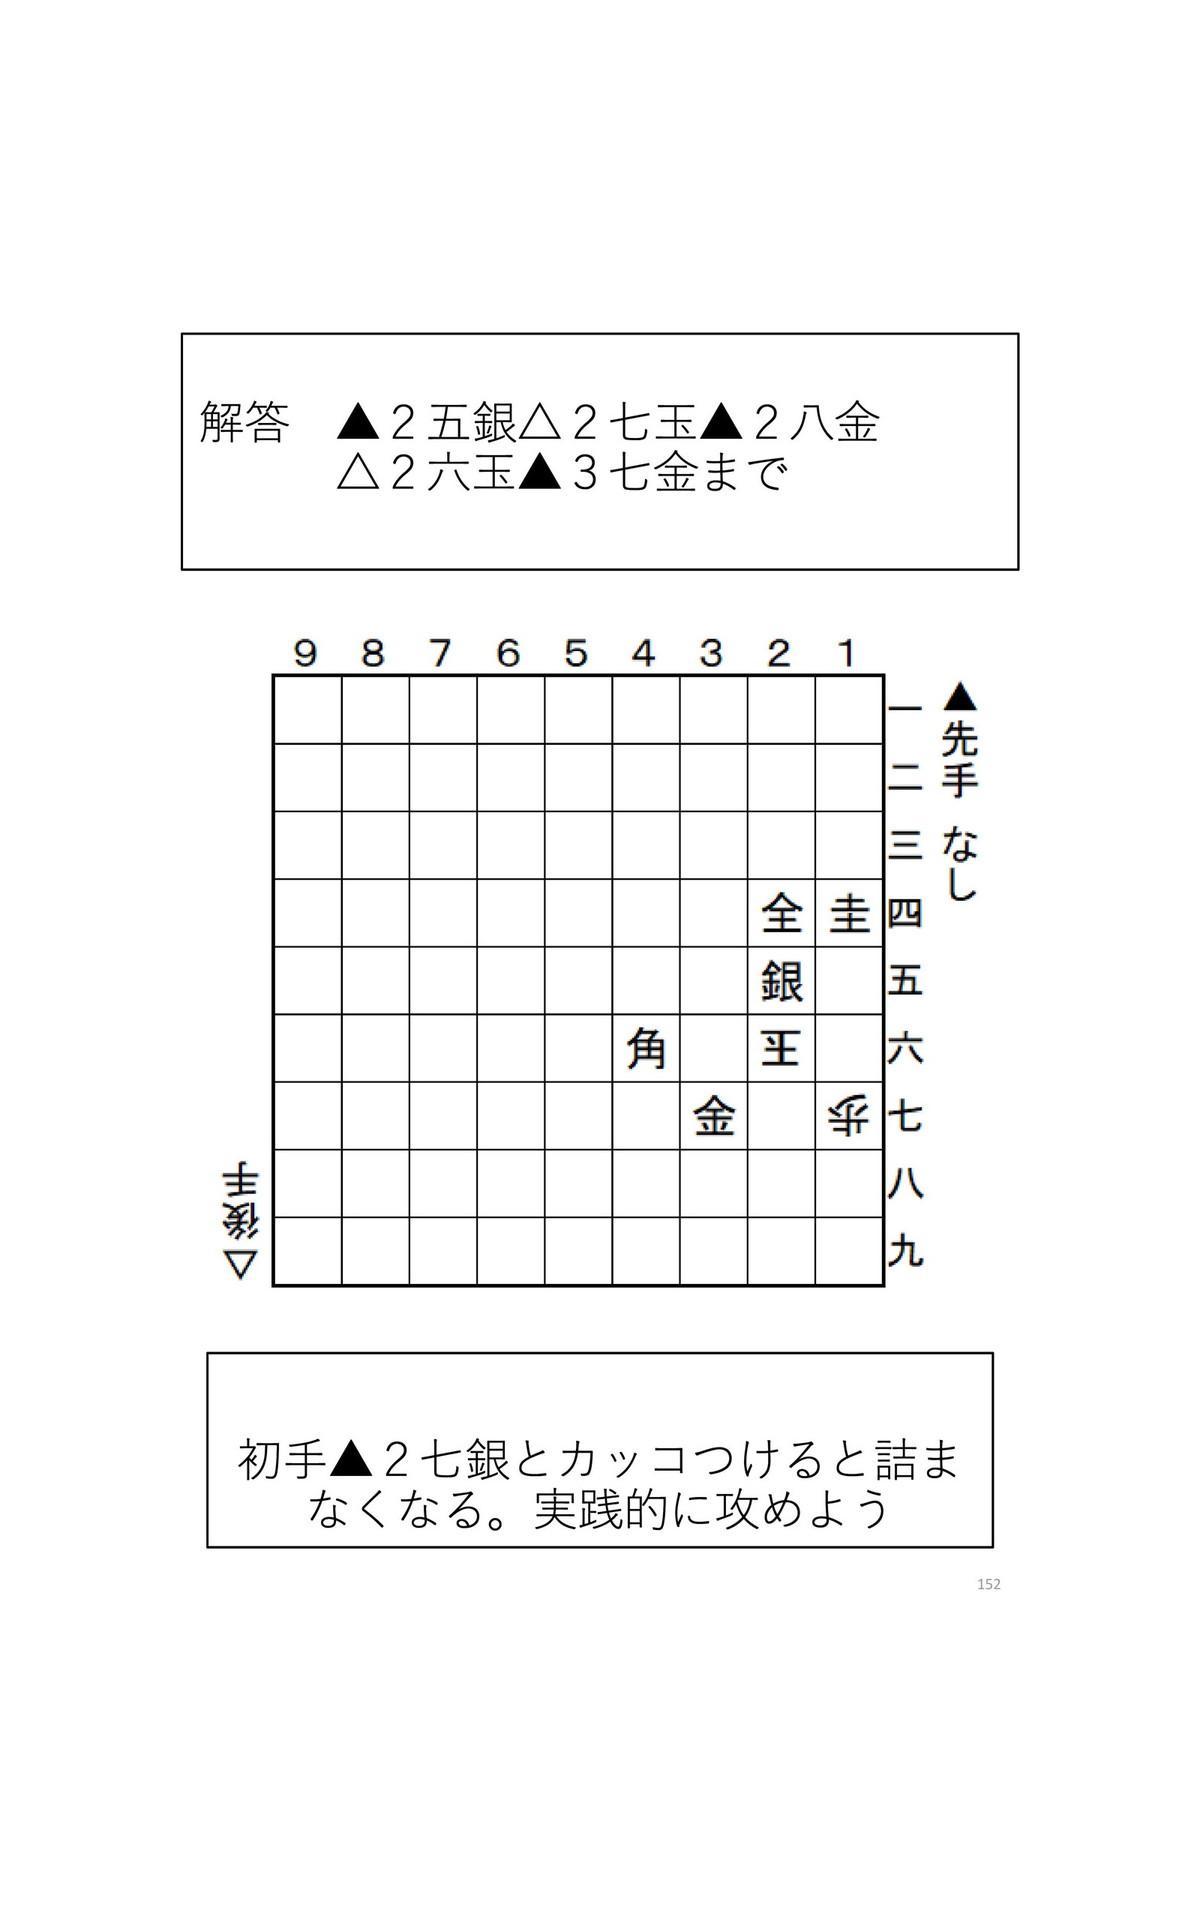 解答　▲２五銀△２七玉▲２八金
△２六玉▲３七金まで
9 8 7 6 5 4 3 2 1
一
二
三
全 圭 四
銀 五
角 王 六
金 歩 七
八
九
▲先手 なし
△後手
初手▲２七銀とカッコつけると詰ま
なくなる。実践的に攻めよう
152